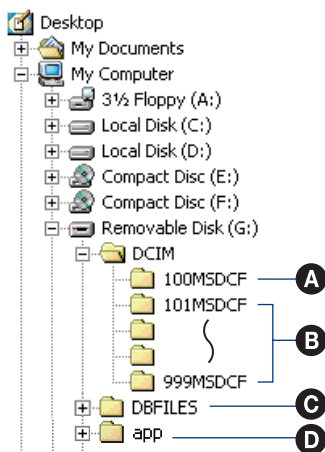 Desktop
My Documents
My Computer
3½ Floppy (A:)
Local Disk (C:)
Local Disk (D:)
Compact Disc (E:)
Compact Disc (F:)
Removable Disk (G:)
DCIM
100MSDCF A
101MSDCF
B
999MSDCF
DBFILES C
app D